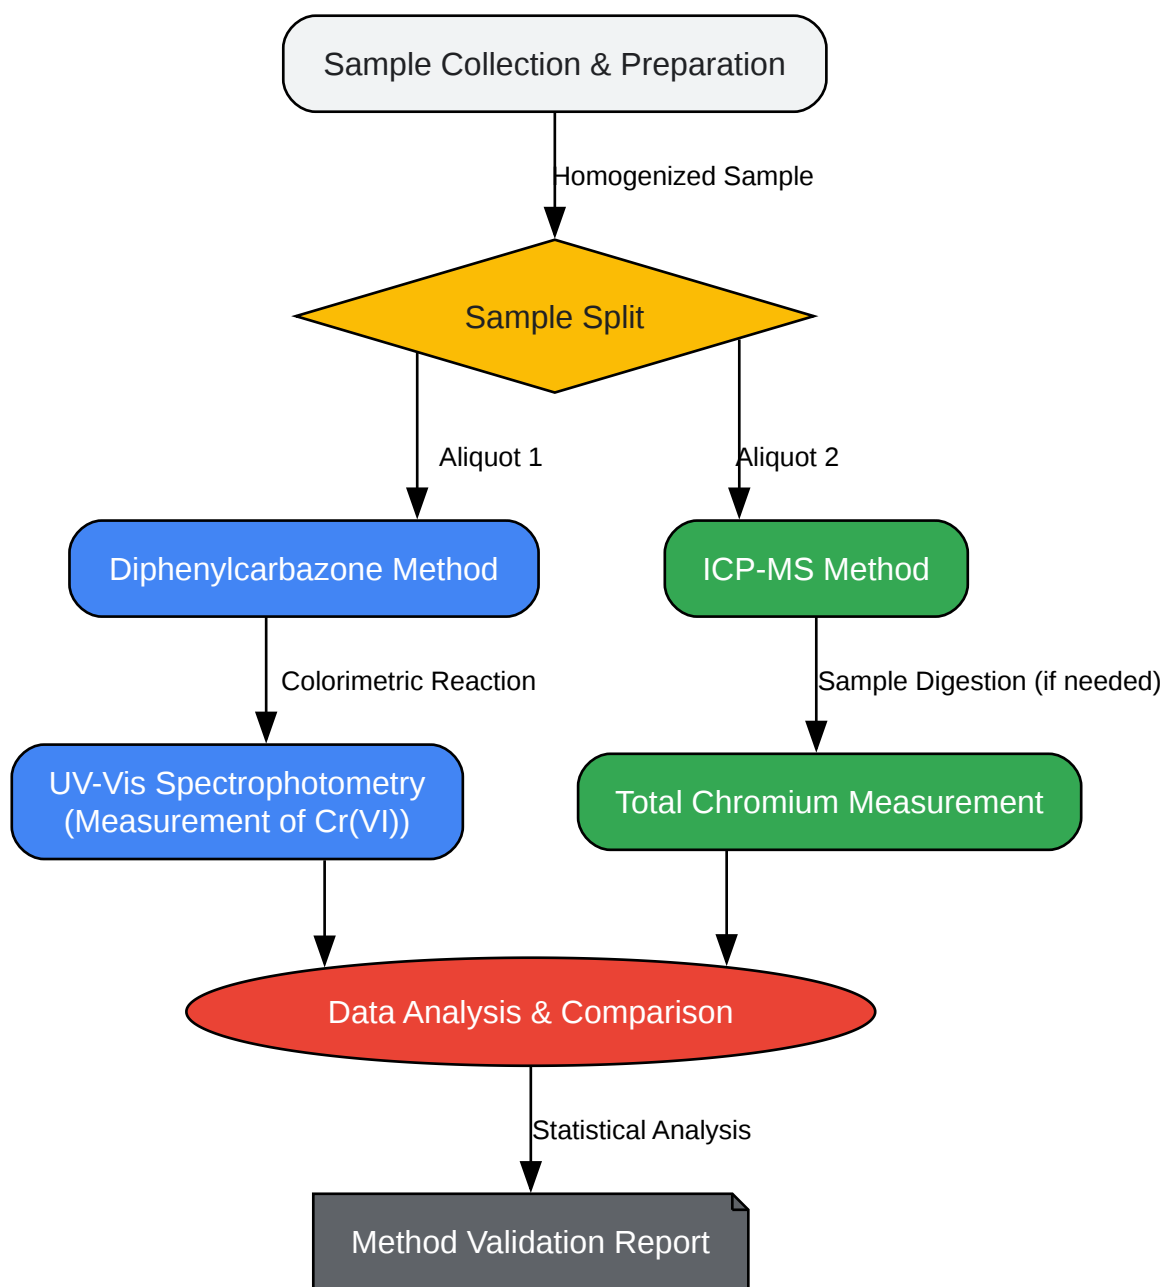 Sample Collection & Preparation
Homogenized Sample
Sample Split
Aliquot 1
Aliquot 2
Diphenylcarbazone Method
ICP-MS Method
Colorimetric Reaction
Sample Digestion (if needed)
UV-Vis Spectrophotometry
(Measurement of Cr(VI))
Total Chromium Measurement
Data Analysis & Comparison
Statistical Analysis
Method Validation Report